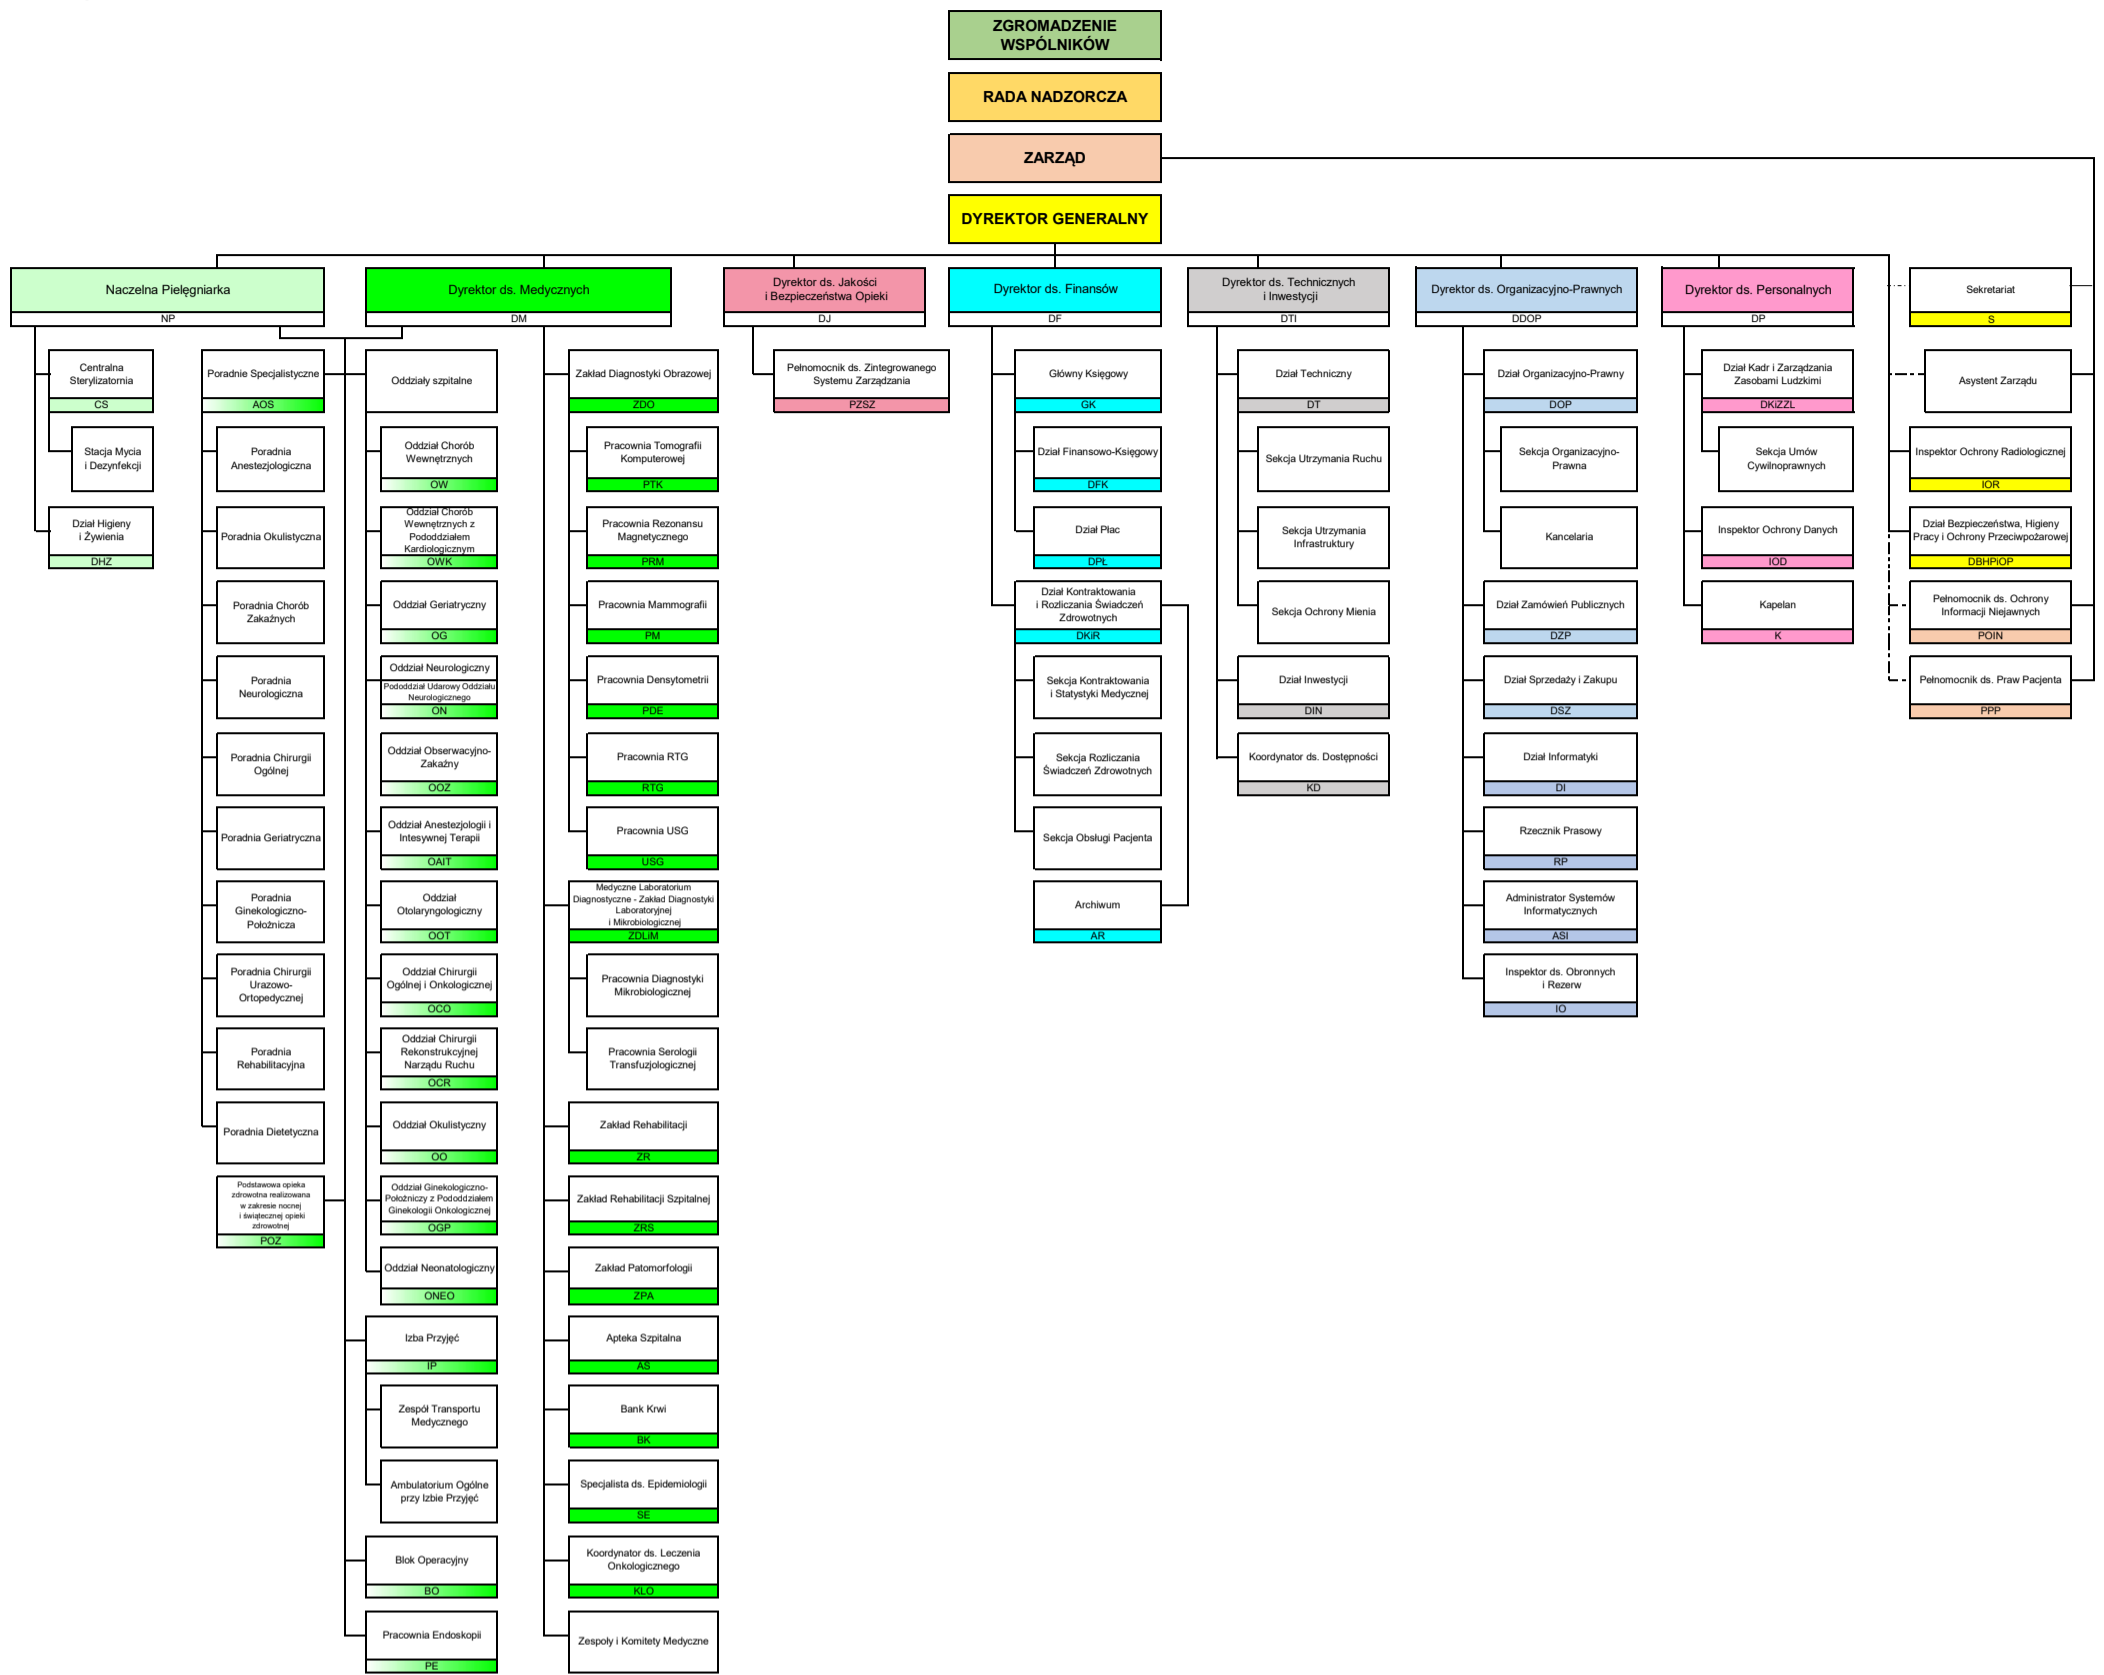 ZGROMADZENIE
WSPÓLNIKÓW
RADA NADZORCZA
ZARZĄD
DYREKTOR GENERALNY
Naczelna Pielęgniarka
NP
Dyrektor ds. Medycznych
DM
Dyrektor ds. Jakości
i Bezpieczeństwa Opieki
DJ
Dyrektor ds. Finansów
DF
Dyrektor ds. Technicznych
i Inwestycji
DTI
Dyrektor ds. Organizacyjno-Prawnych
DDOP
Dyrektor ds. Personalnych
DP
Sekretariat
S
Centralna
Sterylizatornia
CS
Stacja Mycia
i Dezynfekcji
Dział Higieny
i Żywienia
DHZ
Poradnie Specjalistyczne
AOS
Poradnia
Anestezjologiczna
Poradnia Okulistyczna
Poradnia Chorób
Zakaźnych
Poradnia
Neurologiczna
Poradnia Chirurgii
Ogólnej
Poradnia Geriatryczna
Poradnia
Ginekologiczno-
Położnicza
Poradnia Chirurgii
Urazowo-
Ortopedycznej
Poradnia
Rehabilitacyjna
Poradnia Dietetyczna
Podstawowa opieka
zdrowotna realizowana
w zakresie nocnej
i świątecznej opieki
zdrowotnej
POZ
Oddziały szpitalne
Oddział Chorób
Wewnętrznych
OW
Oddział Chorób
Wewnętrznych z
Pododdziałem
Kardiologicznym
OWK
Oddział Geriatryczny
OG
Oddział Neurologiczny
Pododdział Udarowy Oddziału
Neurologicznego
ON
Oddział Obserwacyjno-
Zakaźny
OOZ
Oddział Anestezjologii i
Intesywnej Terapii
OAIT
Oddział
Otolaryngologiczny
OOT
Oddział Chirurgii
Ogólnej i Onkologicznej
OCO
Oddział Chirurgii
Rekonstrukcyjnej
Narządu Ruchu
OCR
Oddział Okulistyczny
OO
Oddział Ginekologiczno-
Położniczy z Pododdziałem
Ginekologii Onkologicznej
OGP
Oddział Neonatologiczny
ONEO
Izba Przyjęć
IP
Zespół Transportu
Medycznego
Ambulatorium Ogólne
przy Izbie Przyjęć
Blok Operacyjny
BO
Pracownia Endoskopii
PE
Zakład Diagnostyki Obrazowej
ZDO
Pracownia Tomografii
Komputerowej
PTK
Pracownia Rezonansu
Magnetycznego
PRM
Pracownia Mammografii
PM
Pracownia Densytometrii
PDE
Pracownia RTG
RTG
Pracownia USG
USG
Medyczne Laboratorium
Diagnostyczne - Zakład Diagnostyki
Laboratoryjnej
i Mikrobiologicznej
ZDLiM
Pracownia Diagnostyki
Mikrobiologicznej
Pracownia Serologii
Transfuzjologicznej
Zakład Rehabilitacji
ZR
Zakład Rehabilitacji Szpitalnej
ZRS
Zakład Patomorfologii
ZPA
Apteka Szpitalna
AS
Bank Krwi
BK
Specjalista ds. Epidemiologii
SE
Koordynator ds. Leczenia
Onkologicznego
KLO
Zespoły i Komitety Medyczne
Pełnomocnik ds. Zintegrowanego
Systemu Zarządzania
PZSZ
Główny Księgowy
GK
Dział Finansowo-Księgowy
DFK
Dział Płac
DPŁ
Dział Kontraktowania
i Rozliczania Świadczeń
Zdrowotnych
DKiR
Sekcja Kontraktowania
i Statystyki Medycznej
Sekcja Rozliczania
Świadczeń Zdrowotnych
Sekcja Obsługi Pacjenta
Archiwum
AR
Dział Techniczny
DT
Sekcja Utrzymania Ruchu
Sekcja Utrzymania
Infrastruktury
Sekcja Ochrony Mienia
Dział Inwestycji
DIN
Koordynator ds. Dostępności
KD
Dział Organizacyjno-Prawny
DOP
Sekcja Organizacyjno-
Prawna
Kancelaria
Dział Zamówień Publicznych
DZP
Dział Sprzedaży i Zakupu
DSZ
Dział Informatyki
DI
Rzecznik Prasowy
RP
Administrator Systemów
Informatycznych
ASI
Inspektor ds. Obronnych
i Rezerw
IO
Dział Kadr i Zarządzania
Zasobami Ludzkimi
DKiZZL
Sekcja Umów
Cywilnoprawnych
Inspektor Ochrony Danych
IOD
Kapelan
K
Asystent Zarządu
Inspektor Ochrony Radiologicznej
IOR
Dział Bezpieczeństwa, Higieny
Pracy i Ochrony Przeciwpożarowej
DBHPiOP
Pełnomocnik ds. Ochrony
Informacji Niejawnych
POIN
Pełnomocnik ds. Praw Pacjenta
PPP